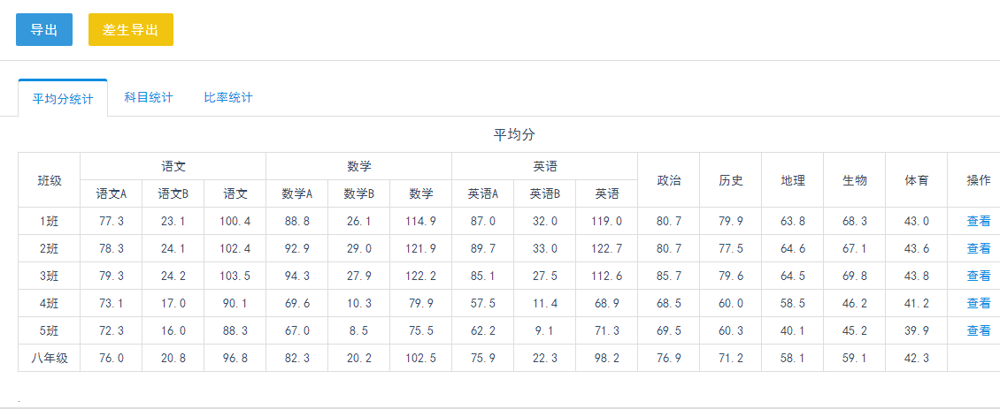 导出 差生导出
平均分统计 科目统计 比率统计
平均分
班级 语文 数学 英语 政治 历史 地理 生物 体育 操作
语文A 语文B 语文 数学A 数学B 数学 英语A 英语B 英语
1班 77.3 23.1 100.4 88.8 26.1 114.9 87.0 32.0 119.0 80.7 79.9 63.8 68.3 43.0 查看
2班 78.3 24.1 102.4 92.9 29.0 121.9 89.7 33.0 122.7 80.7 77.5 64.6 67.1 43.6 查看
3班 79.3 24.2 103.5 94.3 27.9 122.2 85.1 27.5 112.6 85.7 79.6 64.5 69.8 43.8 查看
4班 73.1 17.0 90.1 69.6 10.3 79.9 57.5 11.4 68.9 68.5 60.0 58.5 46.2 41.2 查看
5班 72.3 16.0 88.3 67.0 8.5 75.5 62.2 9.1 71.3 69.5 60.3 40.1 45.2 39.9 查看
八年级 76.0 20.8 96.8 82.3 20.2 102.5 75.9 22.3 98.2 76.9 71.2 58.1 59.1 42.3
.